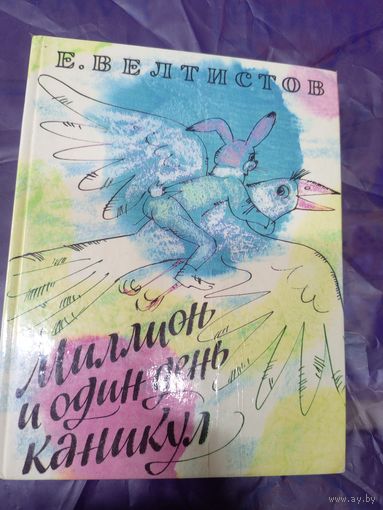 Е. ВЕЛТИСТОВ
Миллион
и один день
каникул
www.ay.by